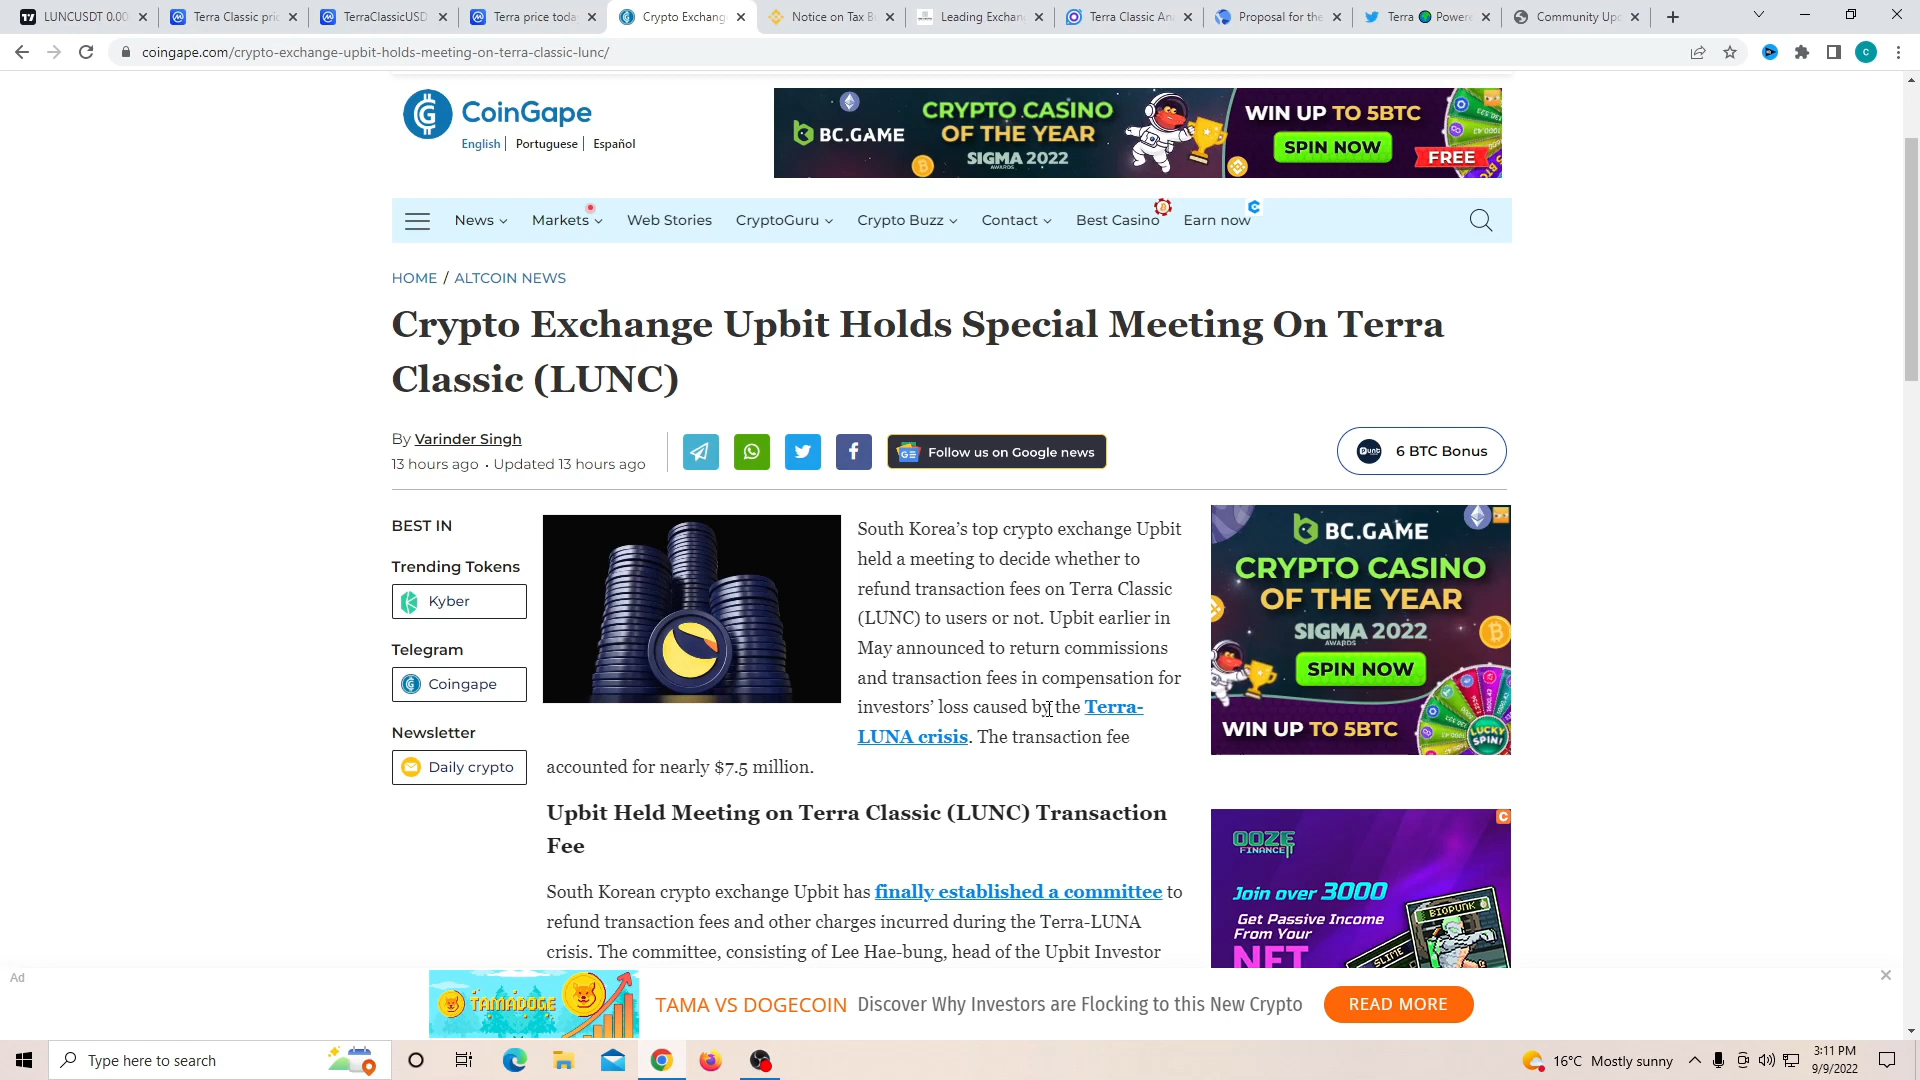 LUNCUSDT 0.00
Terra Classic pric
TerraClassicUSD
Terra price toda
Crypto Exchang
Notice on Tax B
Leading Exchan
Terra Classic An
Proposal for the
Terra 🌍 Powere
Community Upd
coingape.com/crypto-exchange-upbit-holds-meeting-on-terra-classic-lunc/
C
CoinGape
English
Portuguese
Español
BC.GAME
CRYPTO CASINO
OF THE YEAR
SIGMA 2022
AWARDS
WIN UP TO 5BTC
SPIN NOW
FREE
News
Markets
Web Stories
CryptoGuru
Crypto Buzz
Contact
Best Casino
Earn now
HOME / ALTCOIN NEWS
Crypto Exchange Upbit Holds Special Meeting On Terra
Classic (LUNC)
By Varinder Singh
13 hours ago • Updated 13 hours ago
Follow us on Google news
Punt
6 BTC Bonus
BEST IN
Trending Tokens
Kyber
Telegram
Coingape
Newsletter
Daily crypto
South Korea’s top crypto exchange Upbit
held a meeting to decide whether to
refund transaction fees on Terra Classic
(LUNC) to users or not. Upbit earlier in
May announced to return commissions
and transaction fees in compensation for
investors’ loss caused by the Terra-
LUNA crisis. The transaction fee
accounted for nearly $7.5 million.
Upbit Held Meeting on Terra Classic (LUNC) Transaction
Fee
South Korean crypto exchange Upbit has finally established a committee to
refund transaction fees and other charges incurred during the Terra-LUNA
crisis. The committee, consisting of Lee Hae-bung, head of the Upbit Investor
BC.GAME
CRYPTO CASINO
OF THE YEAR
SIGMA 2022
AWARDS
SPIN NOW
WIN UP TO 5BTC
LUCKY
SPIN!
OOZE
FINANCE
Join over 3000
Get Passive Income
From Your
NFT
BIOPUNK
SLIME
Ad
TAMADOGE
TAMA VS DOGECOIN Discover Why Investors are Flocking to this New Crypto
READ MORE
Type here to search
16°C Mostly sunny
3:11 PM
9/9/2022